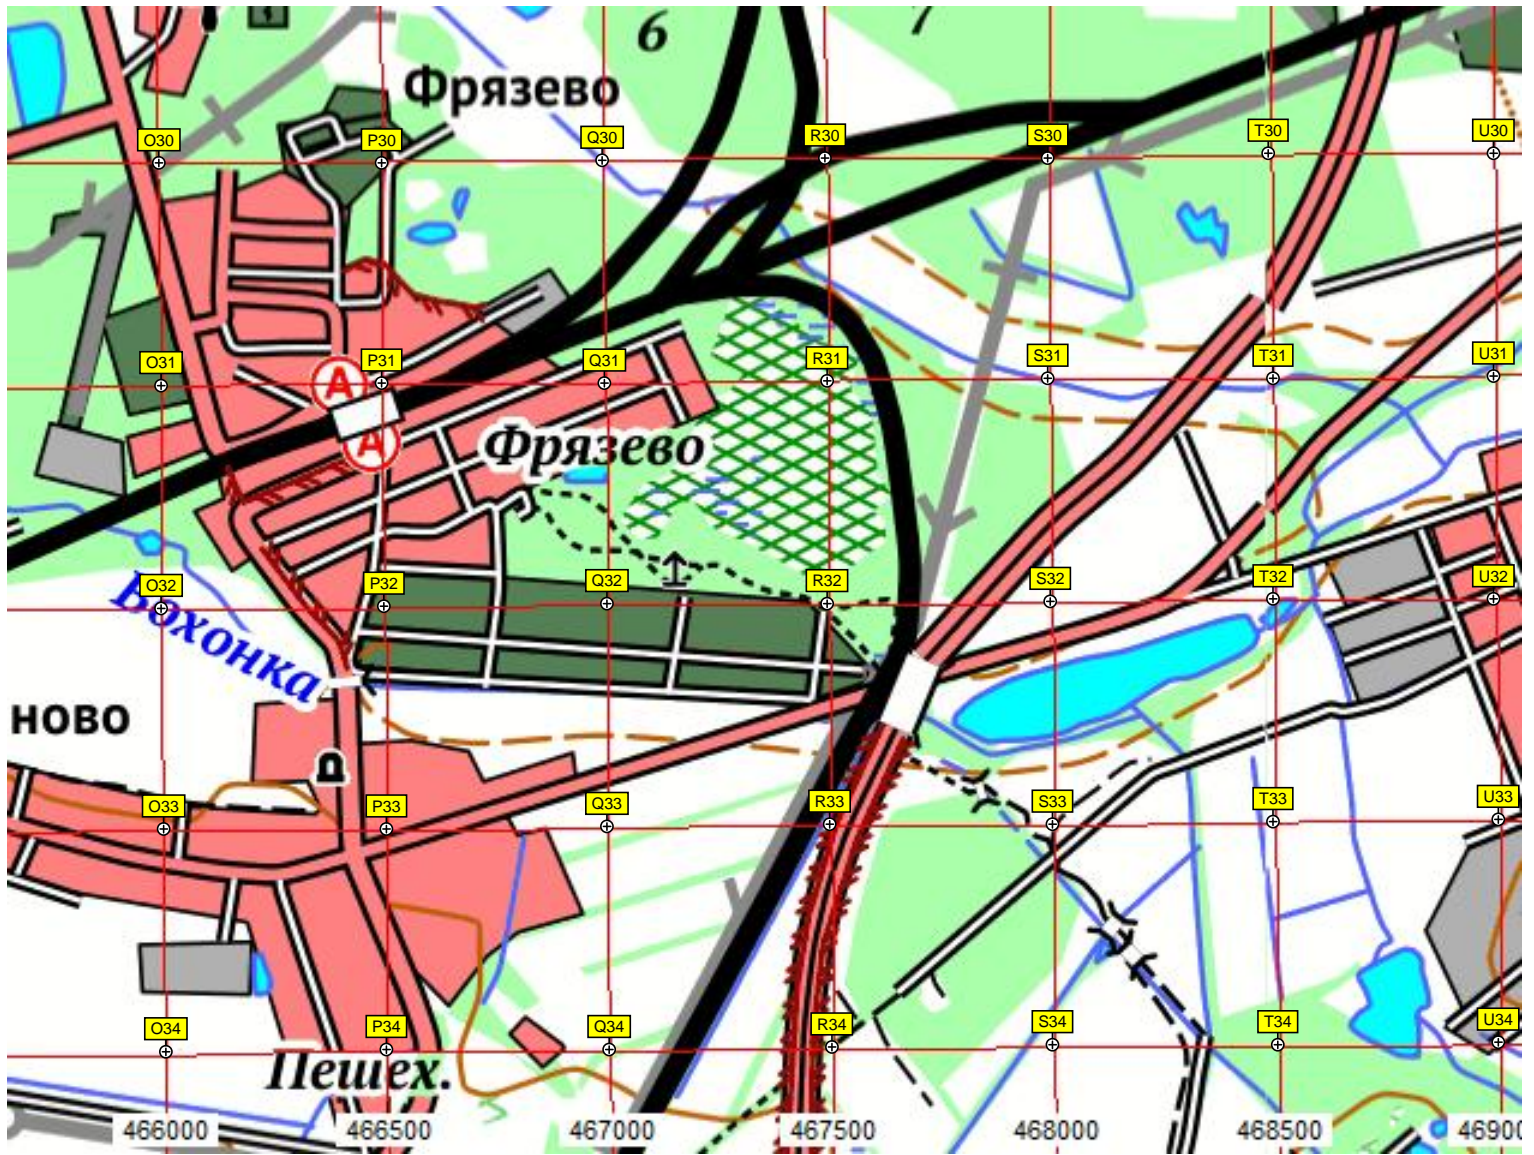 6
7
Фрязево
O30 P30 Q30 R30 S30 T30 U30
O31 P31 Q31 R31 S31 T31 U31
А
А
Фрязево
O32 P32 Q32 R32 S32 T32 U32
Вохонка
ново
O33 P33 Q33 R33 S33 T33 U33
O34 P34 Q34 R34 S34 T34 U34
Пешех.
466000 466500 467000 467500 468000 468500 46900